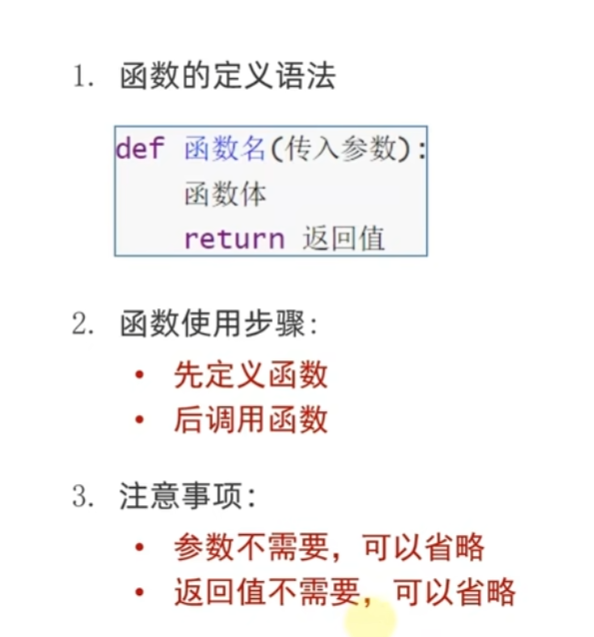 1. 函数的定义语法
def 函数名(传入参数):
函数体
return 返回值
2. 函数使用步骤:
• 先定义函数
• 后调用函数
3. 注意事项:
• 参数不需要，可以省略
• 返回值不需要，可以省略